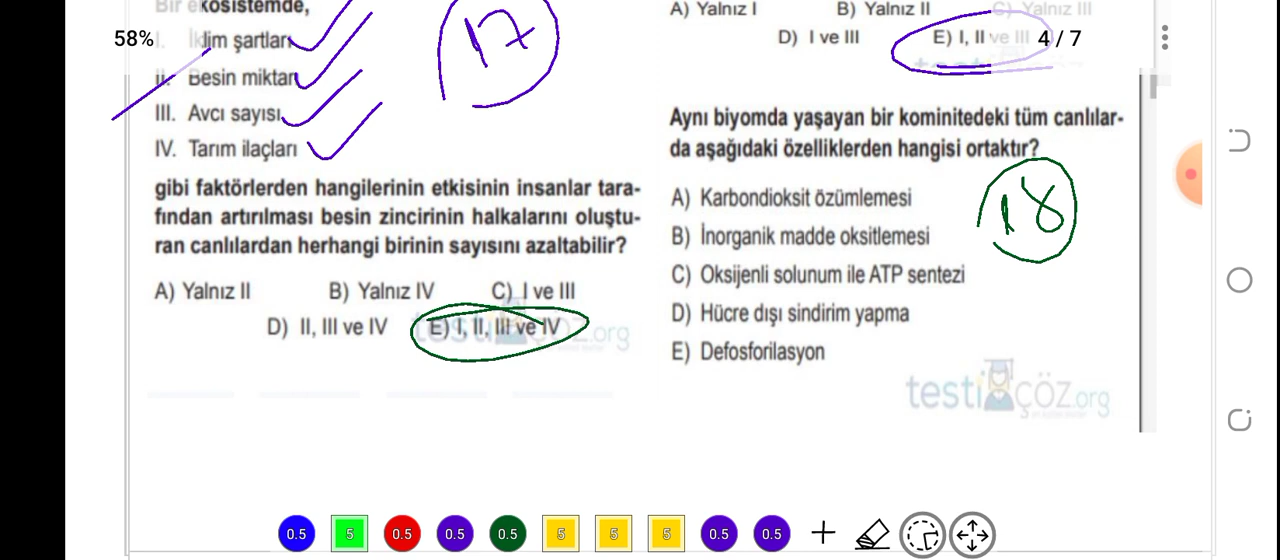 Bir ekosistemde,
I. İklim şartları
II. Besin miktarı
III. Avcı sayısı
IV. Tarım ilaçları
gibi faktörlerden hangilerinin etkisinin insanlar tara-
fından artırılması besin zincirinin halkalarını oluştu-
ran canlılardan herhangi birinin sayısını azaltabilir?
A) Yalnız II B) Yalnız IV C) I ve III
D) II, III ve IV E) I, II, III ve IV
testiçöz.org
58%
17
A) Yalnız I B) Yalnız II C) Yalnız III
D) I ve III E) I, II ve III
4 / 7
Aynı biyomda yaşayan bir kominitedeki tüm canlılar-
da aşağıdaki özelliklerden hangisi ortaktır?
18
A) Karbondioksit özümlemesi
B) İnorganik madde oksitlemesi
C) Oksijenli solunum ile ATP sentezi
D) Hücre dışı sindirim yapma
E) Defosforilasyon
testiçöz.org
0.5 5 0.5 0.5 0.5 5 5 5 0.5 0.5